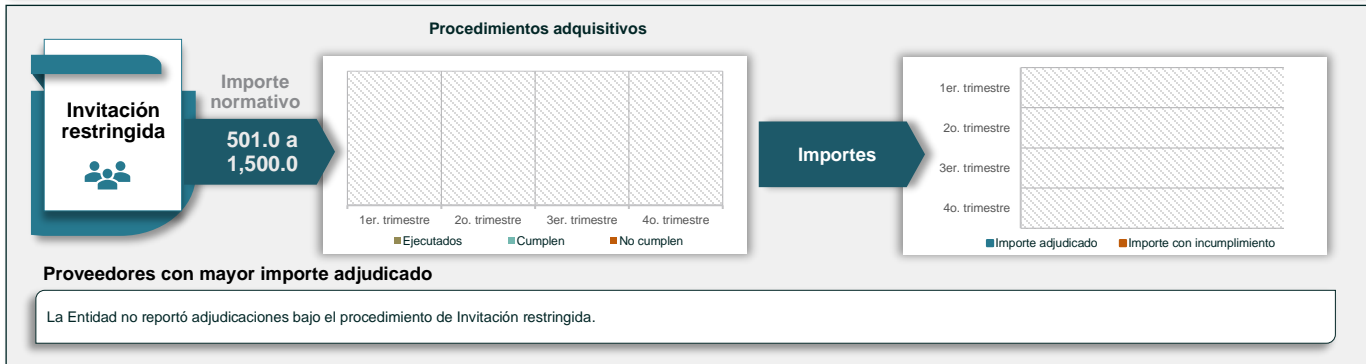 Procedimientos adquisitivos
Invitación
restringida
Importe
normativo
501.0 a
1,500.0
1er. trimestre
2o. trimestre
3er. trimestre
4o. trimestre
Ejecutados
Cumplen
No cumplen
Importes
1er. trimestre
2o. trimestre
3er. trimestre
4o. trimestre
Importe adjudicado
Importe con incumplimiento
Proveedores con mayor importe adjudicado
La Entidad no reportó adjudicaciones bajo el procedimiento de Invitación restringida.